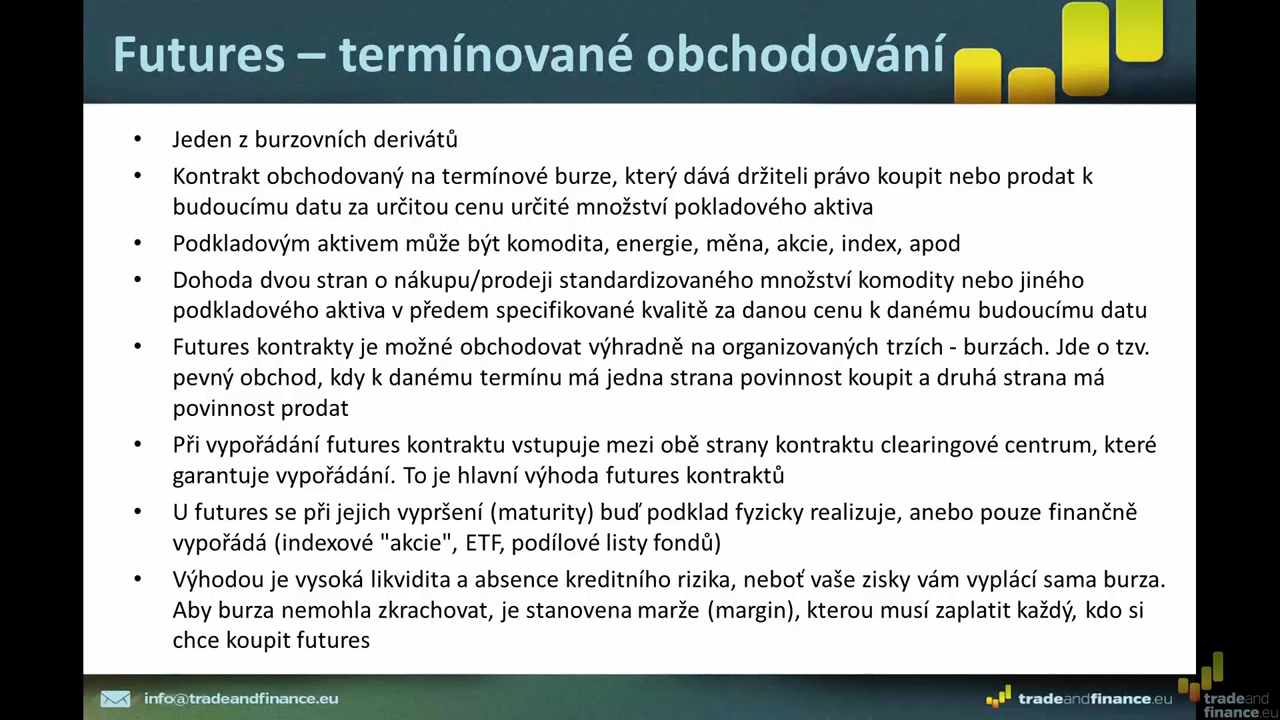 Futures – termínované obchodování
• Jeden z burzovních derivátů
• Kontrakt obchodovaný na termínové burze, který dává držiteli právo koupit nebo prodat k
budoucímu datu za určitou cenu určité množství pokladového aktiva
• Podkladovým aktivem může být komodita, energie, měna, akcie, index, apod
• Dohoda dvou stran o nákupu/prodeji standardizovaného množství komodity nebo jiného
podkladového aktiva v předem specifikované kvalitě za danou cenu k danému budoucímu datu
• Futures kontrakty je možné obchodovat výhradně na organizovaných trzích - burzách. Jde o tzv.
pevný obchod, kdy k danému termínu má jedna strana povinnost koupit a druhá strana má
povinnost prodat
• Při vypořádání futures kontraktu vstupuje mezi obě strany kontraktu clearingové centrum, které
garantuje vypořádání. To je hlavní výhoda futures kontraktů
• U futures se při jejich vypršení (maturity) buď podklad fyzicky realizuje, anebo pouze finančně
vypořádá (indexové "akcie", ETF, podílové listy fondů)
• Výhodou je vysoká likvidita a absence kreditního rizika, neboť vaše zisky vám vyplácí sama burza.
Aby burza nemohla zkrachovat, je stanovena marže (margin), kterou musí zaplatit každý, kdo si
chce koupit futures
info@tradeandfinance.eu
tradeandfinance.eu
tradeand
finance.eu